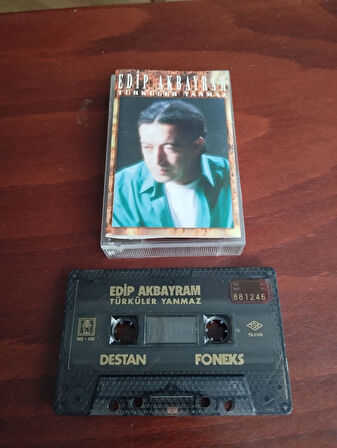 EDİP AKBAYRAM
TÜRKÜLER YANMAZ
EDİP AKBAYRAM
TÜRKÜLER YANMAZ
881246
DESTAN
FONEKS